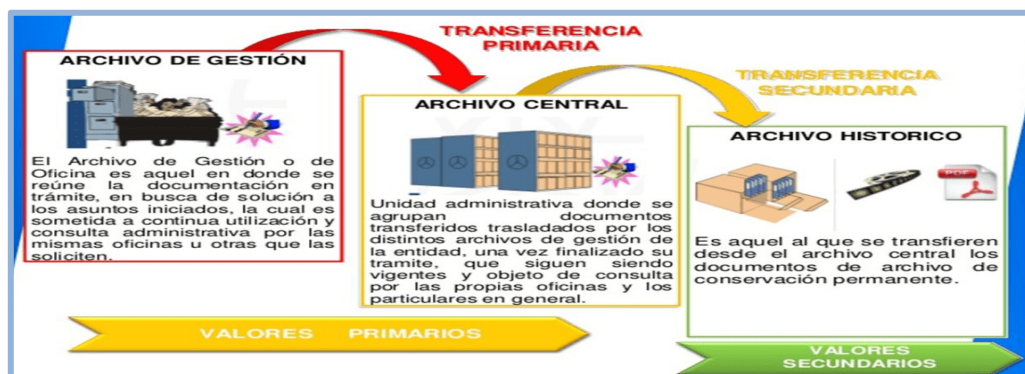 TRANSFERENCIA
PRIMARIA
ARCHIVO DE GESTIÓN
El Archivo de Gestión o de
Oficina es aquel en donde se
reúne la documentación en
trámite, en busca de solución a
los asuntos iniciados, la cual es
sometida a continua utilización y
consulta administrativa por las
mismas oficinas u otras que las
soliciten.
TRANSFERENCIA
SECUNDARIA
ARCHIVO CENTRAL
Unidad administrativa donde se
agrupan documentos
transferidos trasladados por los
distintos archivos de gestión de
la entidad, una vez finalizado su
tramite, que siguen siendo
vigentes y objeto de consulta
por las propias oficinas y los
particulares en general.
ARCHIVO HISTORICO
PDF
Es aquel al que se transfieren
desde el archivo central los
documentos de archivo de
conservación permanente.
VALORES PRIMARIOS
VALORES
SECUNDARIOS